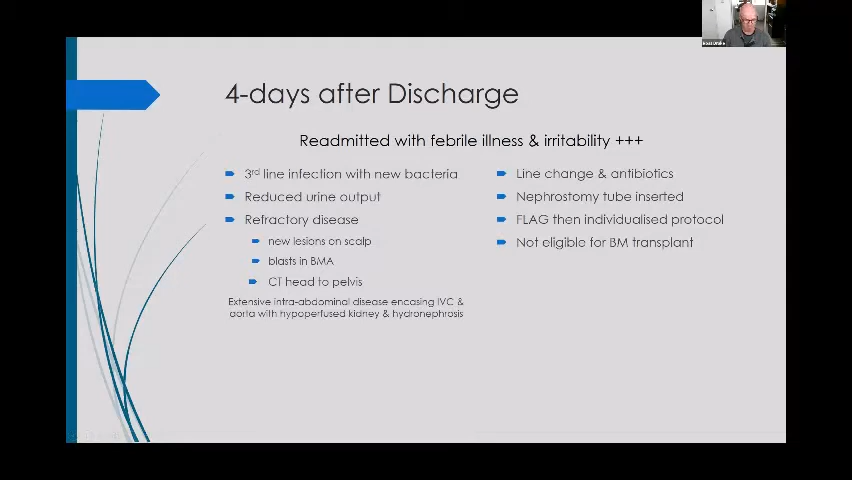 Ross Drake
4-days after Discharge
Readmitted with febrile illness & irritability +++
3rd line infection with new bacteria
Reduced urine output
Refractory disease
new lesions on scalp
blasts in BMA
CT head to pelvis
Extensive intra-abdominal disease encasing IVC &
aorta with hypoperfused kidney & hydronephrosis
Line change & antibiotics
Nephrostomy tube inserted
FLAG then individualised protocol
Not eligible for BM transplant